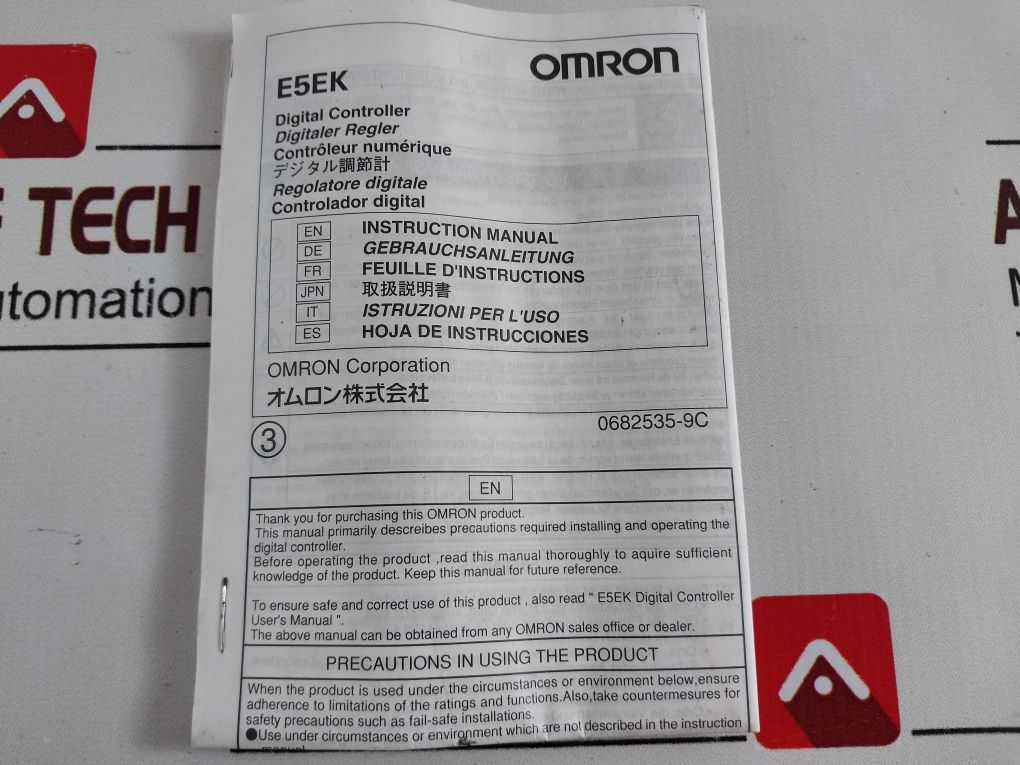 OMRON
E5EK
Digital Controller
Digitaler Regler
Contrôleur numérique
デジタル調節計
Regolatore digitale
Controlador digital
EN INSTRUCTION MANUAL
DE GEBRAUCHSANLEITUNG
FR FEUILLE D'INSTRUCTIONS
JPN 取扱説明書
IT ISTRUZIONI PER L'USO
ES HOJA DE INSTRUCCIONES
OMRON Corporation
オムロン株式会社
0682535-9C
③
EN
Thank you for purchasing this OMRON product.
This manual primarily descreibes precautions required installing and operating the
digital controller.
Before operating the product ,read this manual thoroughly to aquire sufficient
knowledge of the product. Keep this manual for future reference.
To ensure safe and correct use of this product , also read " E5EK Digital Controller
User's Manual ".
The above manual can be obtained from any OMRON sales office or dealer.
PRECAUTIONS IN USING THE PRODUCT
When the product is used under the circumstances or environment below,ensure
adherence to limitations of the ratings and functions.Also,take countermesures for
safety precautions such as fail-safe installations.
●Use under circumstances or environment which are not described in the instruction
manual.
F TECH
utomation